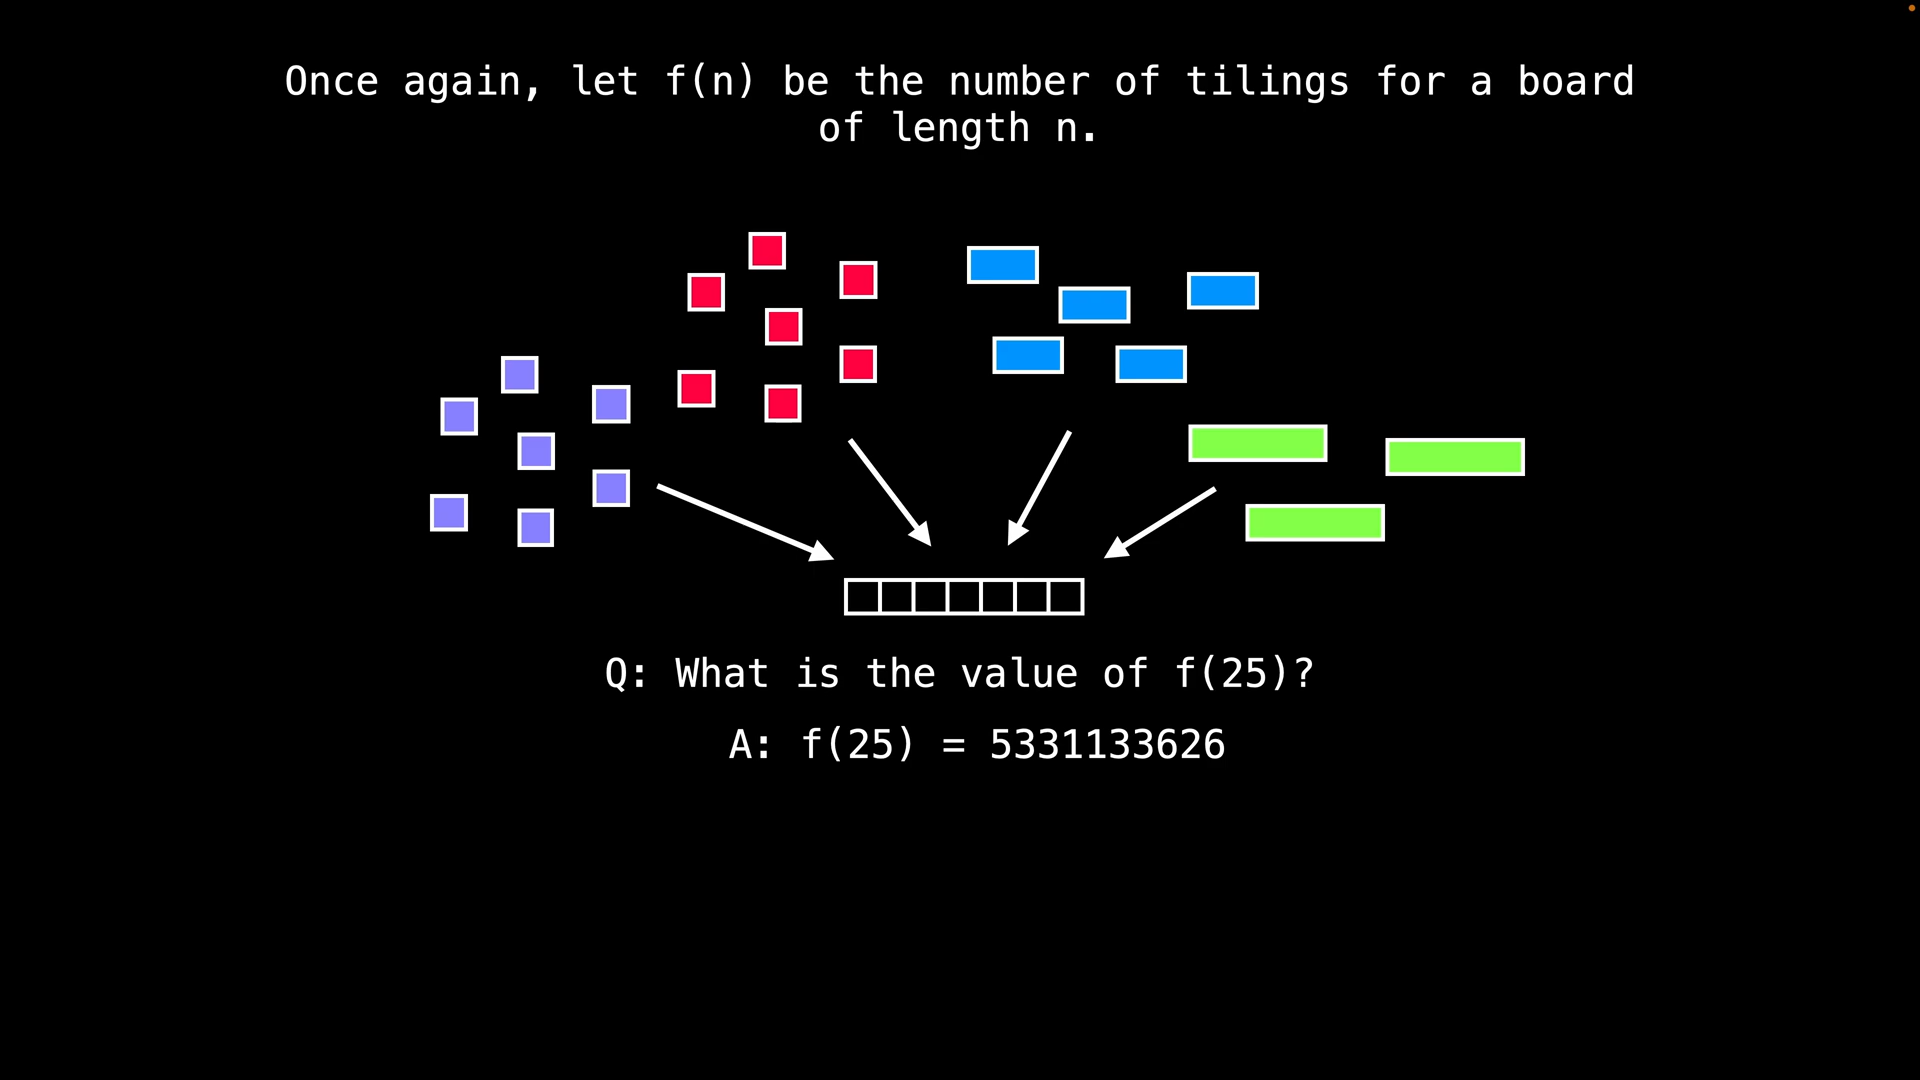 Once again, let f(n) be the number of tilings for a board
of length n.
Q: What is the value of f(25)?
A: f(25) = 5331133626